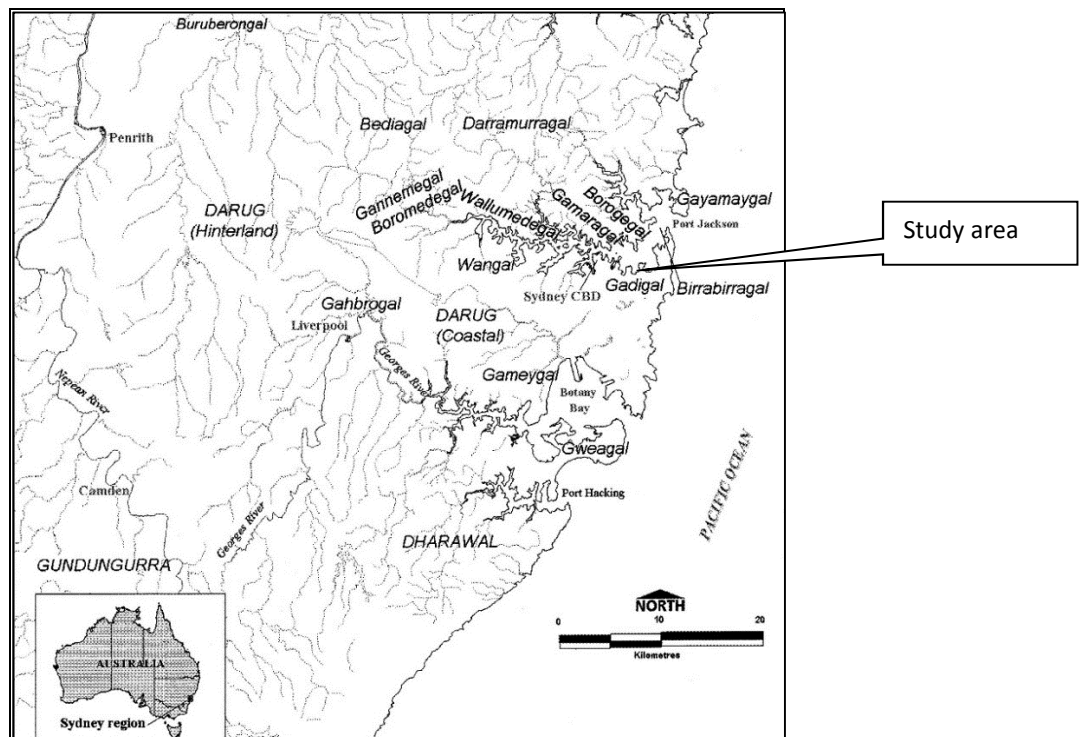 Buruberongal
Penrith
Bediagal
Darramurragal
Gannemegal
Boromedegal
Wallumedegal
Gamaragal
Borogegal
Gayamaygal
Port Jackson
Study area
DARUG
(Hinterland)
Wangal
Sydney CBD
Gadigal
Birrabirragal
Gahbrogal
Liverpool
DARUG
(Coastal)
Georges River
Gameygal
Botany
Bay
Nepean River
Gweagal
Camden
Port Hacking
Georges River
PACIFIC OCEAN
DHARAWAL
GUNDUNGURRA
NORTH
0 10 20
Kilometres
AUSTRALIA
Sydney region